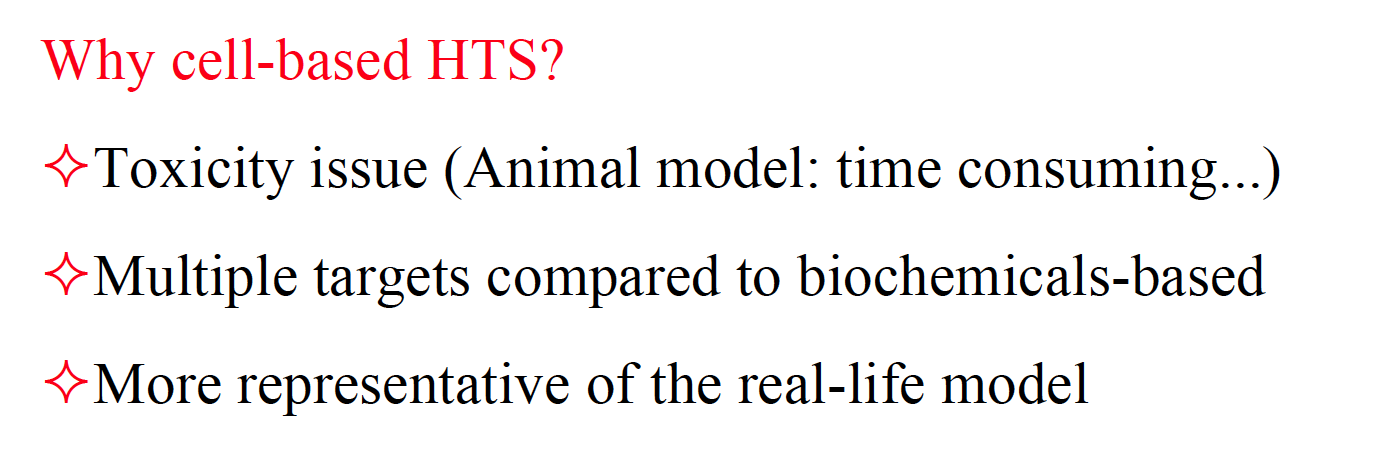 Why cell-based HTS?
✧Toxicity issue (Animal model: time consuming...)
✧Multiple targets compared to biochemicals-based
✧More representative of the real-life model